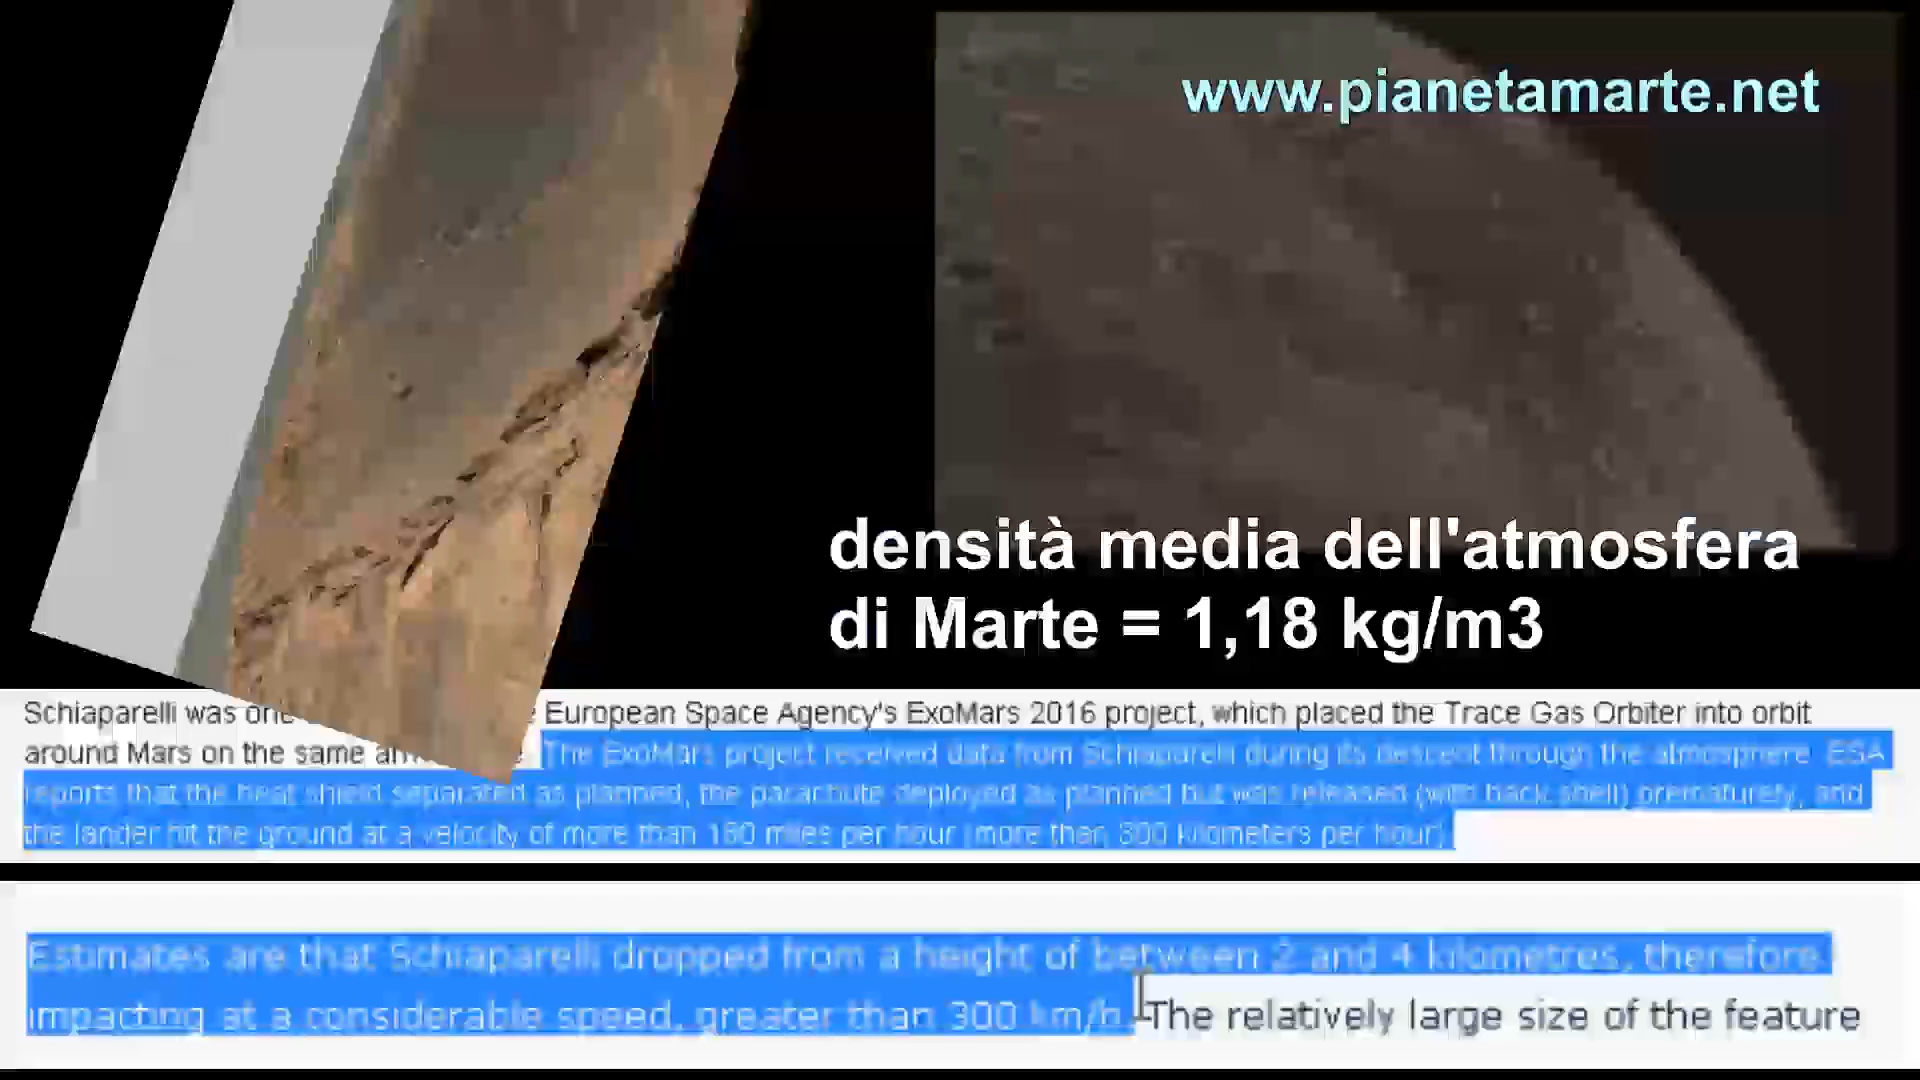 www.pianetamarte.net
densità media dell'atmosfera
di Marte = 1,18 kg/m3
Schiaparelli was one European Space Agency's ExoMars 2016 project, which placed the Trace Gas Orbiter into orbit
around Mars on the same The ExoMars project received data from Schiaparelli during its descent through the atmosphere. ESA
reports that the heat shield separated as planned, the parachute deployed as planned but was released (with back shell) prematurely, and
the lander hit the ground at a velocity of more than 180 miles per hour (more than 300 kilometers per hour).
Estimates are that Schiaparelli dropped from a height of between 2 and 4 kilometres, therefore
impacting at a considerable speed, greater than 300 km/h. The relatively large size of the feature